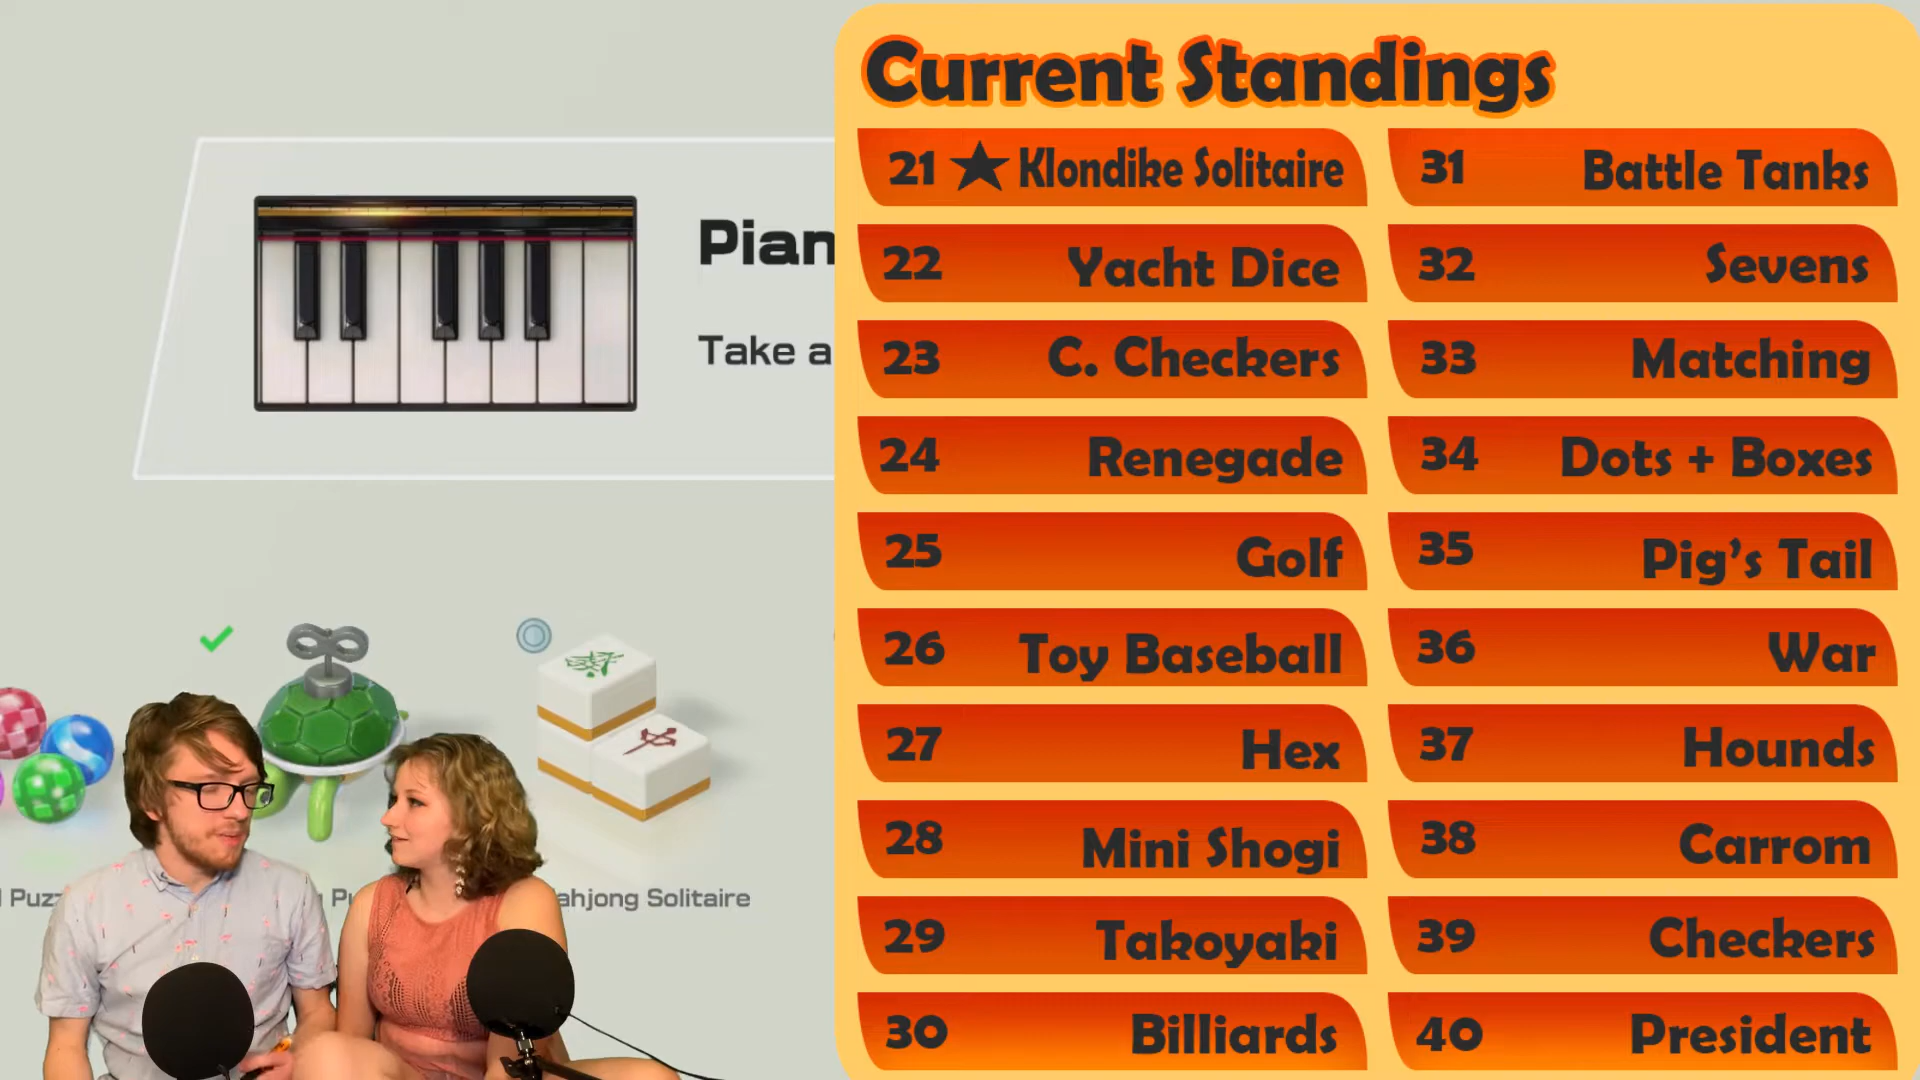 Current Standings
21 ★ Klondike Solitaire
22 Yacht Dice
23 C. Checkers
24 Renegade
25 Golf
26 Toy Baseball
27 Hex
28 Mini Shogi
29 Takoyaki
30 Billiards
31 Battle Tanks
32 Sevens
33 Matching
34 Dots + Boxes
35 Pig's Tail
36 War
37 Hounds
38 Carrom
39 Checkers
40 President
Pian
Take a
Puzz
Pu
ahjong Solitaire